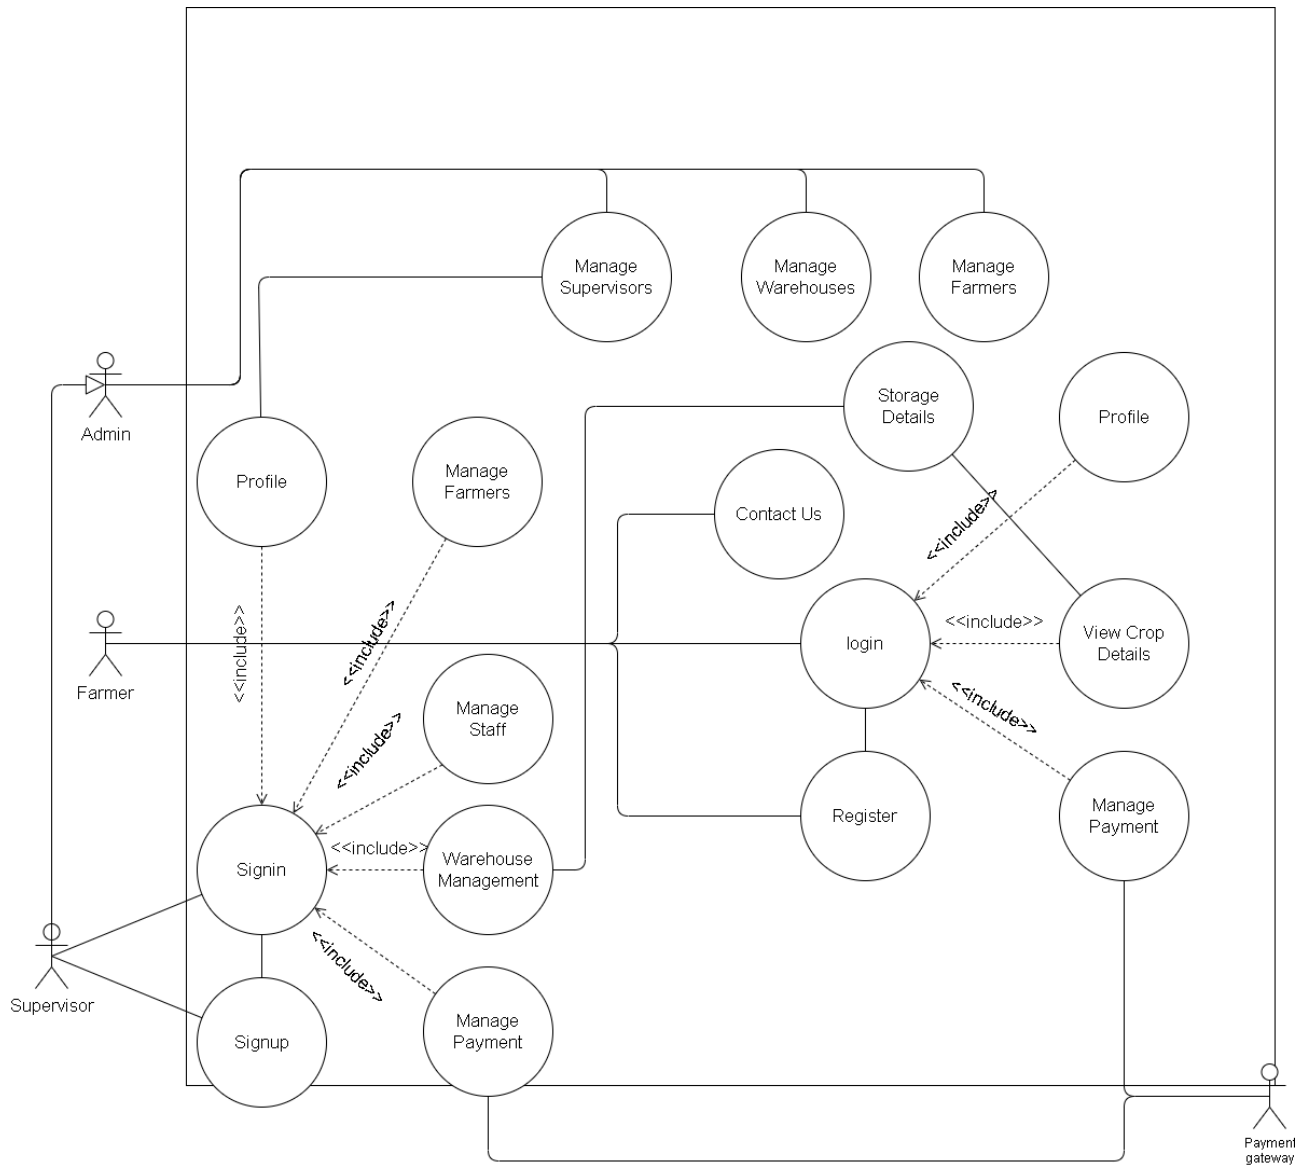 Manage
Supervisors
Manage
Warehouses
Manage
Farmers
Admin
Storage
Details
Profile
Profile
Manage
Farmers
Contact Us
<<include>>
Farmer
<<include>>
<<include>>
login
<<include>>
View Crop
Details
Manage
Staff
<<include>>
<<include>>
Register
Manage
Payment
Signin
<<include>>
Warehouse
Management
Supervisor
<<include>>
Signup
Manage
Payment
Payment
gateway